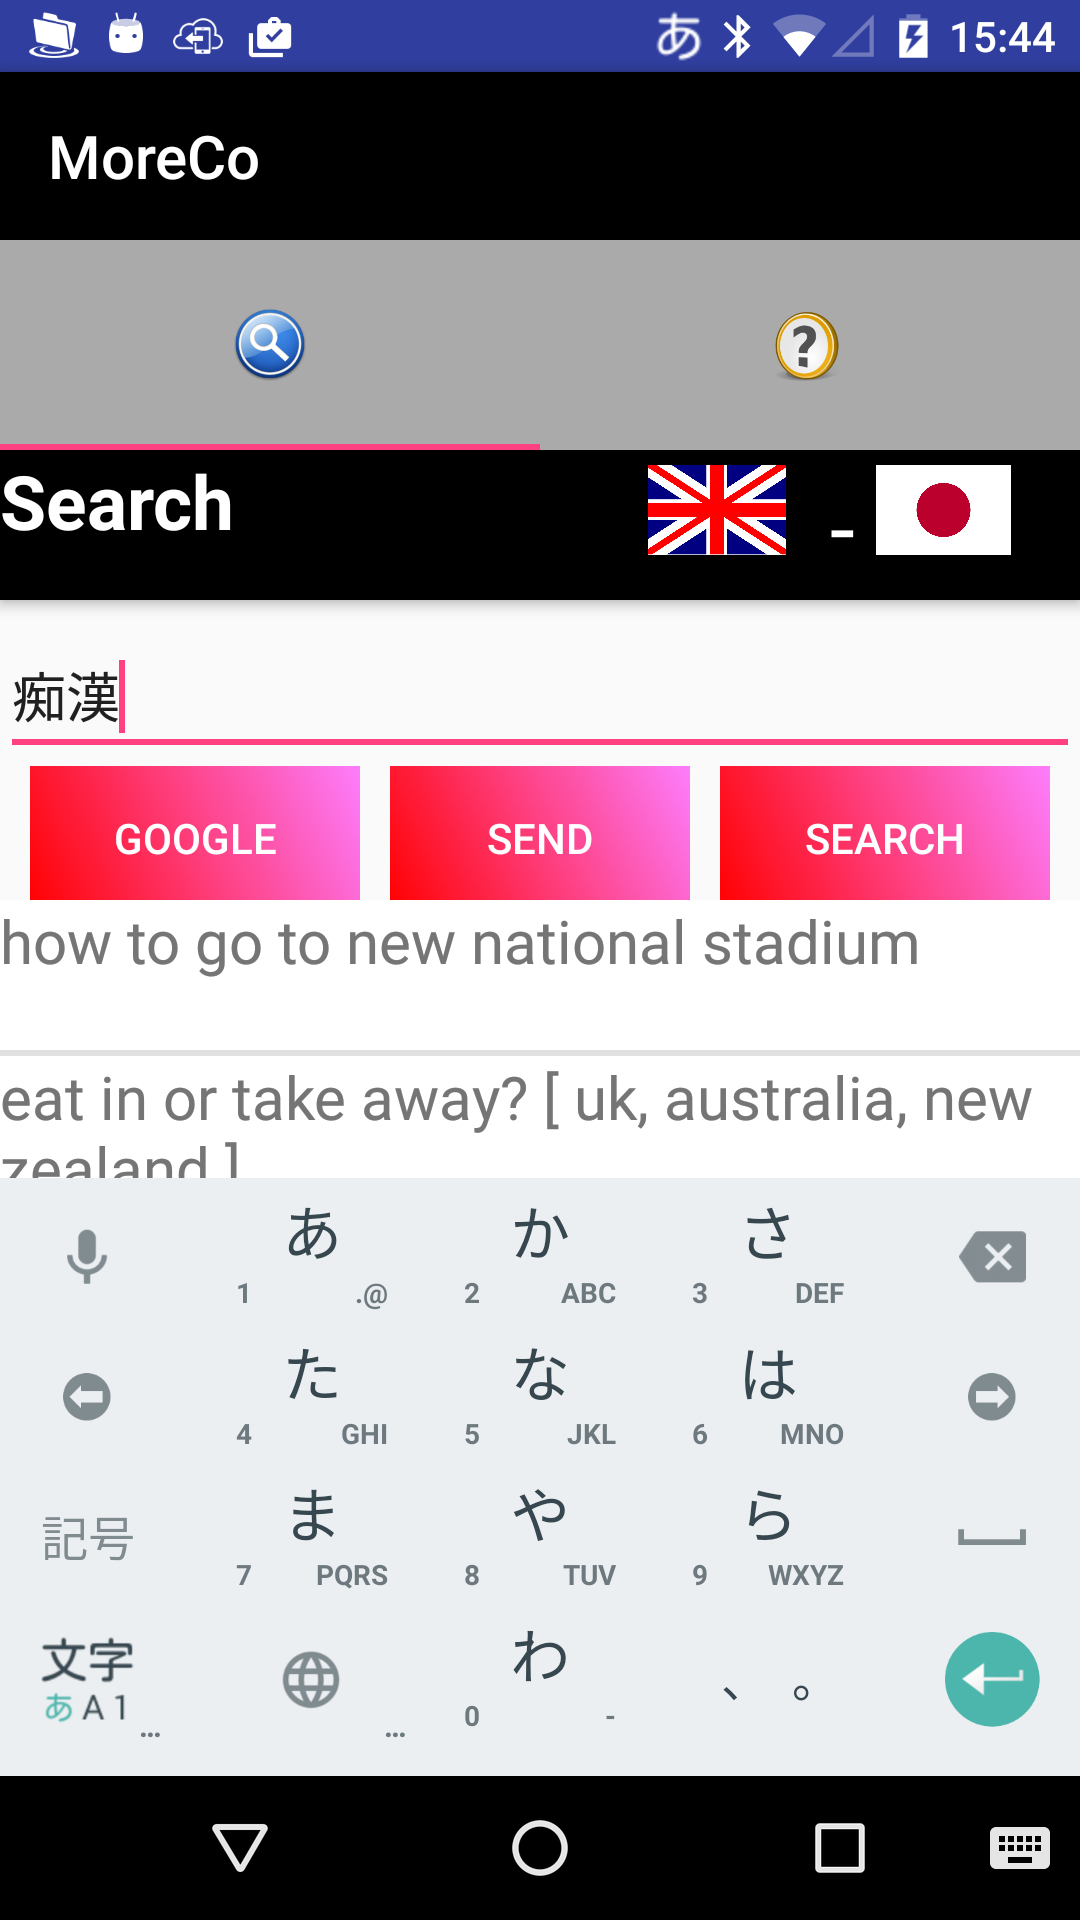 あ 15:44
MoreCo
Search -
痴漢
GOOGLE SEND SEARCH
how to go to new national stadium
eat in or take away? [ uk, australia, new
zealand ]
あ か さ
1 .@ 2 ABC 3 DEF
た な は
4 GHI 5 JKL 6 MNO
記号 ま や ら
7 PQRS 8 TUV 9 WXYZ
文字 わ 、 。
あ A 1 ... ... 0 -